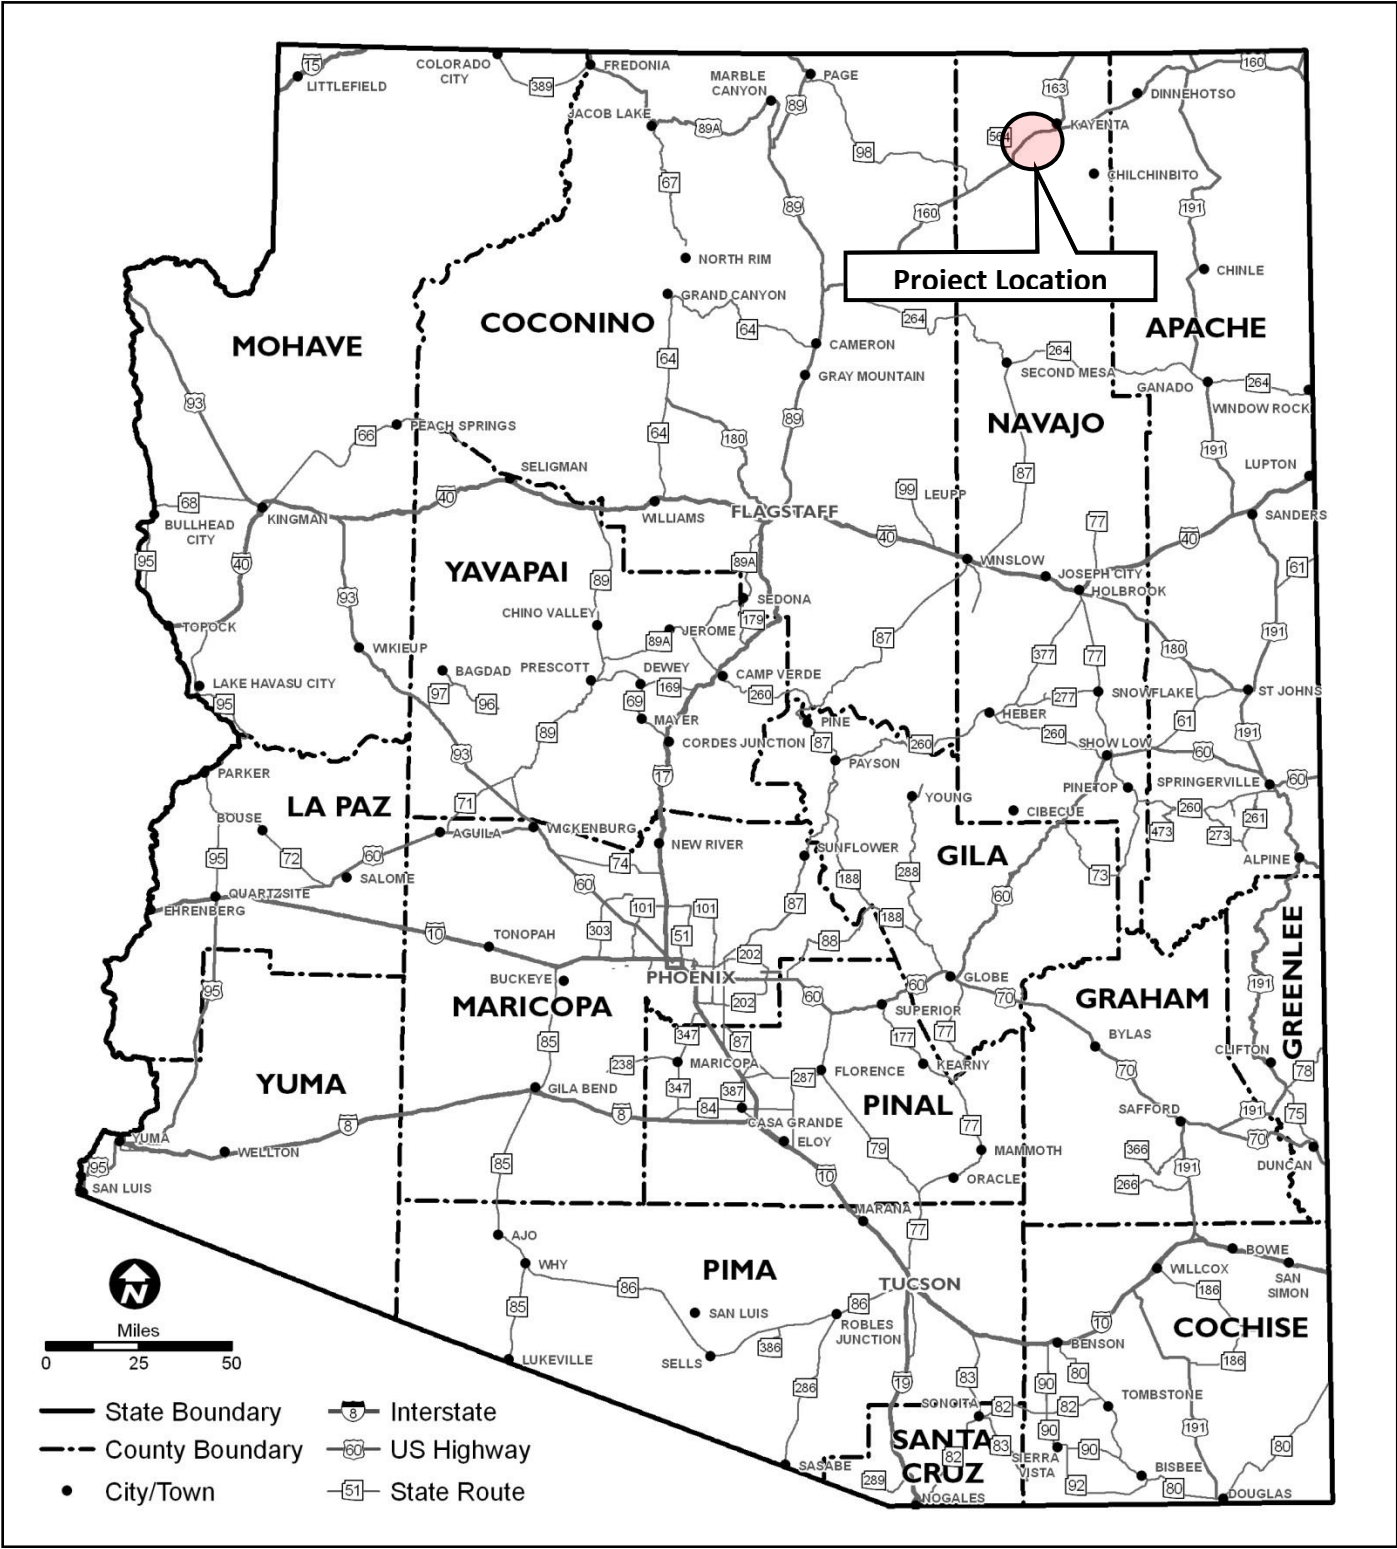 15
LITTLEFIELD
COLORADO
CITY
389
FREDONIA
MARBLE
CANYON
PAGE
89
163
160
DINNEHOTSO
JACOB LAKE
89A
564
KAYENTA
98
CHILCHINBITO
67
89
160
191
NORTH RIM
CHINLE
Project Location
GRAND CANYON
64
264
COCONINO
MOHAVE
APACHE
CAMERON
64
264
SECOND MESA
GRAY MOUNTAIN
GANADO
264
WINDOW ROCK
93
89
NAVAJO
PEACH SPRINGS
66
64
180
191
SELIGMAN
LUPTON
87
68
40
99
LEUPP
KINGMAN
WILLIAMS
FLAGSTAFF
SANDERS
BULLHEAD
CITY
77
40
40
95
40
89A
WINSLOW
61
YAVAPAI
89
JOSEPH CITY
HOLBROOK
93
SEDONA
CHINO VALLEY
179
TOPOCK
JEROME
89A
87
191
WIKIEUP
377
77
180
BAGDAD
PRESCOTT
DEWEY
CAMP VERDE
LAKE HAVASU CITY
169
260
97
96
69
277
SNOWFLAKE
ST JOHNS
95
MAYER
PINE
HEBER
61
89
CORDES JUNCTION
87
260
260
SHOW LOW
191
93
PAYSON
60
PARKER
17
SPRINGERVILLE
60
PINETOP
LA PAZ
71
YOUNG
CIBECUE
260
BOUSE
261
AGUILA
WICKENBURG
473
273
NEW RIVER
SUNFLOWER
GILA
95
72
60
74
ALPINE
SALOME
188
288
73
60
QUARTZSITE
60
EHRENBERG
101
101
87
188
10
TONOPAH
303
51
88
GREENLEE
202
BUCKEYE
PHOENIX
GLOBE
60
60
70
191
95
MARICOPA
202
SUPERIOR
GRAHAM
85
347
87
177
77
BYLAS
CLIFTON
238
MARICOPA
KEARNY
70
78
YUMA
GILA BEND
347
387
287
FLORENCE
84
PINAL
8
8
SAFFORD
191
75
CASA GRANDE
77
70
YUMA
ELOY
79
WELLTON
MAMMOTH
366
95
85
10
191
DUNCAN
SAN LUIS
ORACLE
266
MARANA
77
AJO
BOWIE
WHY
PIMA
WILLCOX
TUCSON
SAN
SIMON
86
186
85
SAN LUIS
86
ROBLES
JUNCTION
10
COCHISE
BENSON
LUKEVILLE
SELLS
386
186
286
19
83
90
80
SONOITA
82
82
TOMBSTONE
90
191
SANTA
CRUZ
83
82
SIERRA
VISTA
90
80
SASABE
289
92
BISBEE
80
NOGALES
DOUGLAS
N
Miles
0 25 50
State Boundary
8 Interstate
County Boundary
60 US Highway
City/Town
51 State Route